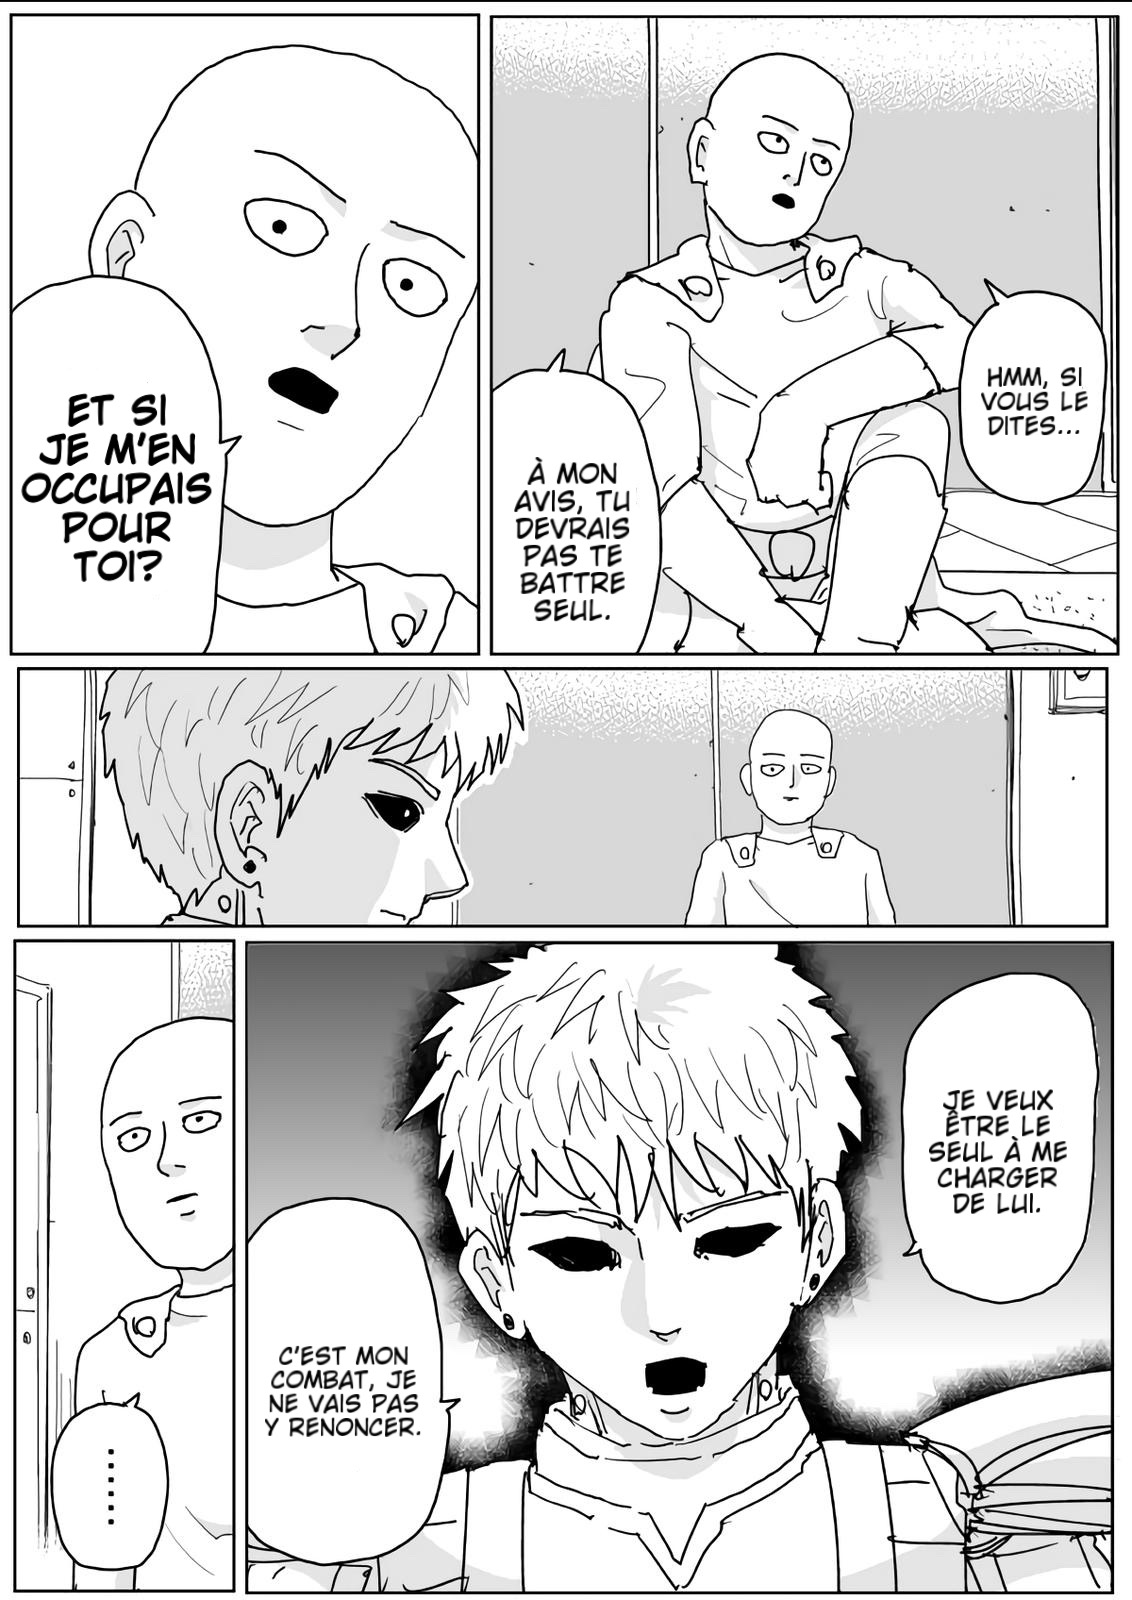 HMM, SI
VOUS LE
DITES...
À MON
AVIS, TU
DEVRAIS
PAS TE
BATTRE
SEUL.
ET SI
JE M'EN
OCCUPAIS
POUR
TOI?
JE VEUX
ÊTRE LE
SEUL À ME
CHARGER
DE LUI.
C'EST MON
COMBAT, JE
NE VAIS PAS
Y RENONCER.
......